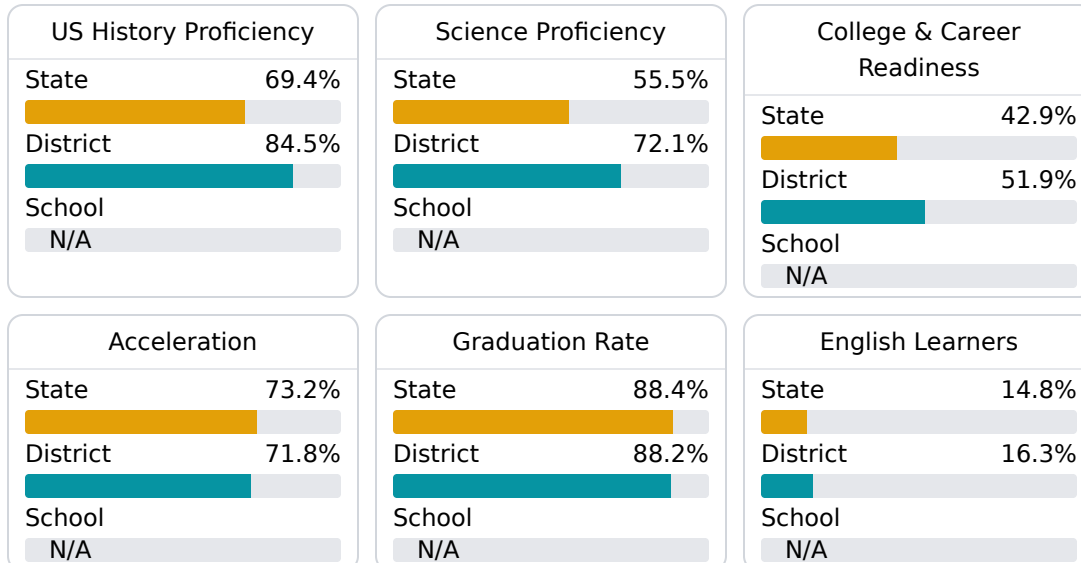 US History Proficiency
State 69.4%
District 84.5%
School
N/A
Science Proficiency
State 55.5%
District 72.1%
School
N/A
College & Career
Readiness
State 42.9%
District 51.9%
School
N/A
Acceleration
State 73.2%
District 71.8%
School
N/A
Graduation Rate
State 88.4%
District 88.2%
School
N/A
English Learners
State 14.8%
District 16.3%
School
N/A